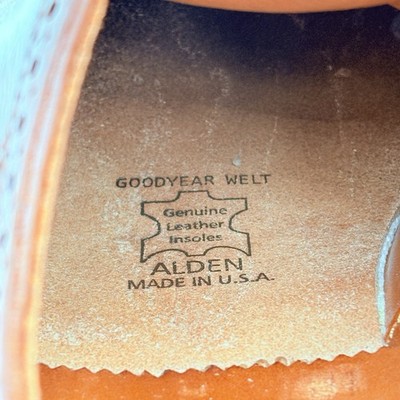 GOODYEAR WELT
Genuine
Leather
Insoles
ALDEN
MADE IN U.S.A.